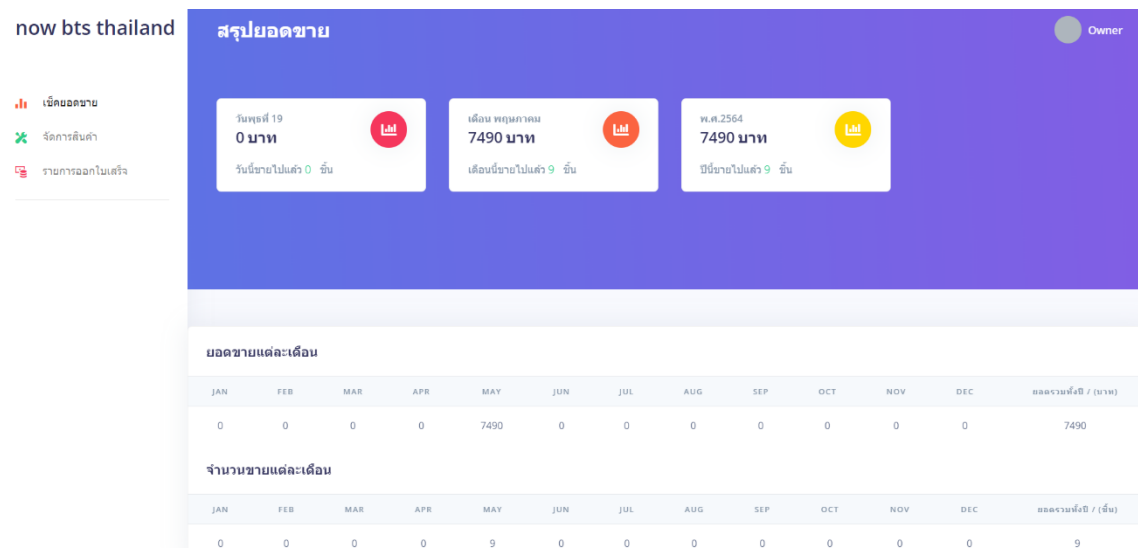 now bts thailand
สรุปยอดขาย
Owner
เช็คยอดขาย
จัดการสินค้า
รายการออกใบเสร็จ
วันพุธที่ 19
0 บาท
วันนี้ขายไปแล้ว 0 ชิ้น
เดือน พฤษภาคม
7490 บาท
เดือนนี้ขายไปแล้ว 9 ชิ้น
พ.ศ.2564
7490 บาท
ปีนี้ขายไปแล้ว 9 ชิ้น
ยอดขายแต่ละเดือน
JAN FEB MAR APR MAY JUN JUL AUG SEP OCT NOV DEC ยอดรวมทั้งปี / (บาท)
0 0 0 0 7490 0 0 0 0 0 0 0 7490
จำนวนขายแต่ละเดือน
JAN FEB MAR APR MAY JUN JUL AUG SEP OCT NOV DEC ยอดรวมทั้งปี / (ชิ้น)
0 0 0 0 9 0 0 0 0 0 0 0 9